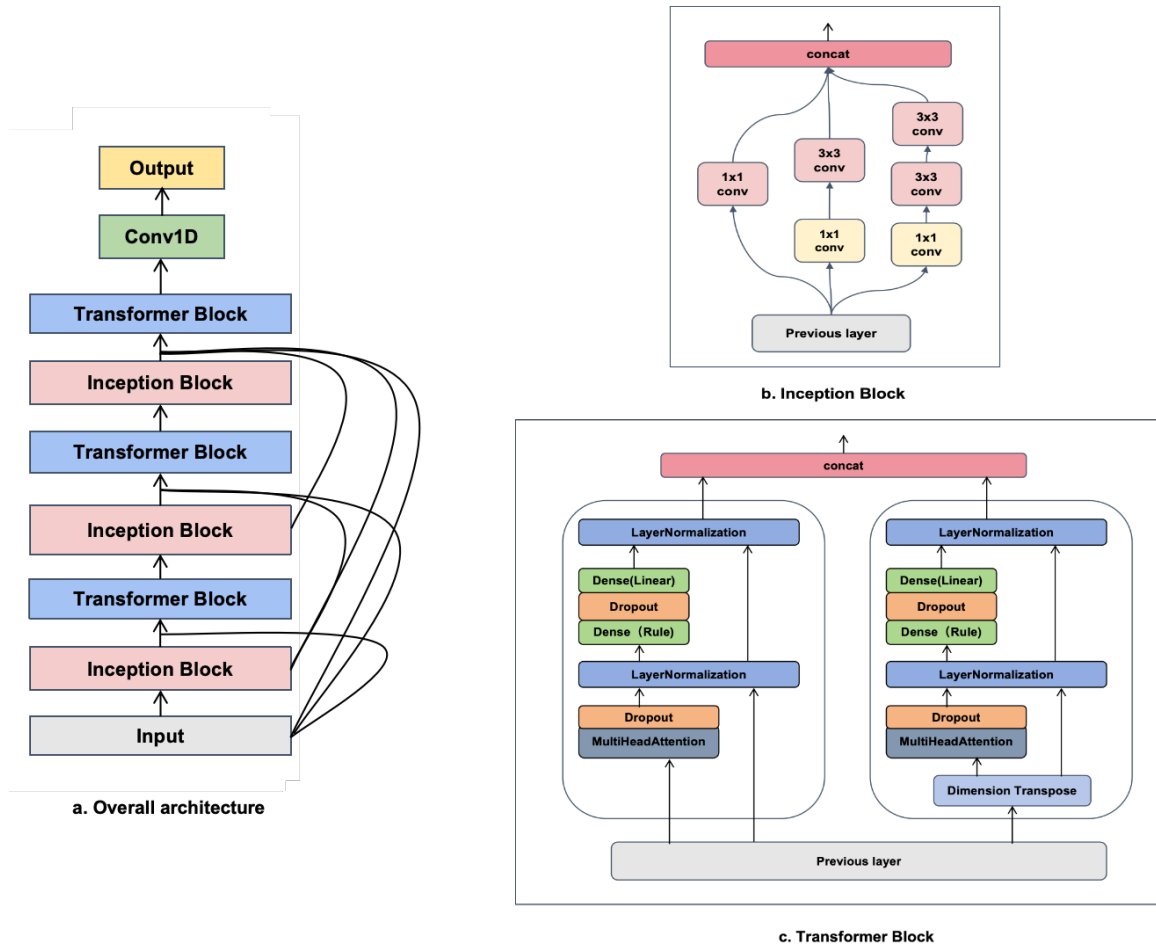 Output
Conv1D
Transformer Block
Inception Block
Transformer Block
Inception Block
Transformer Block
Inception Block
Input
a. Overall architecture
concat
3x3
conv
3x3
conv
1x1
conv
3x3
conv
1x1
conv
1x1
conv
Previous layer
b. Inception Block
concat
LayerNormalization
Dense(Linear)
Dropout
Dense（Rule)
LayerNormalization
Dropout
MultiHeadAttention
LayerNormalization
Dense(Linear)
Dropout
Dense（Rule)
LayerNormalization
Dropout
MultiHeadAttention
Dimension Transpose
Previous layer
c. Transformer Block